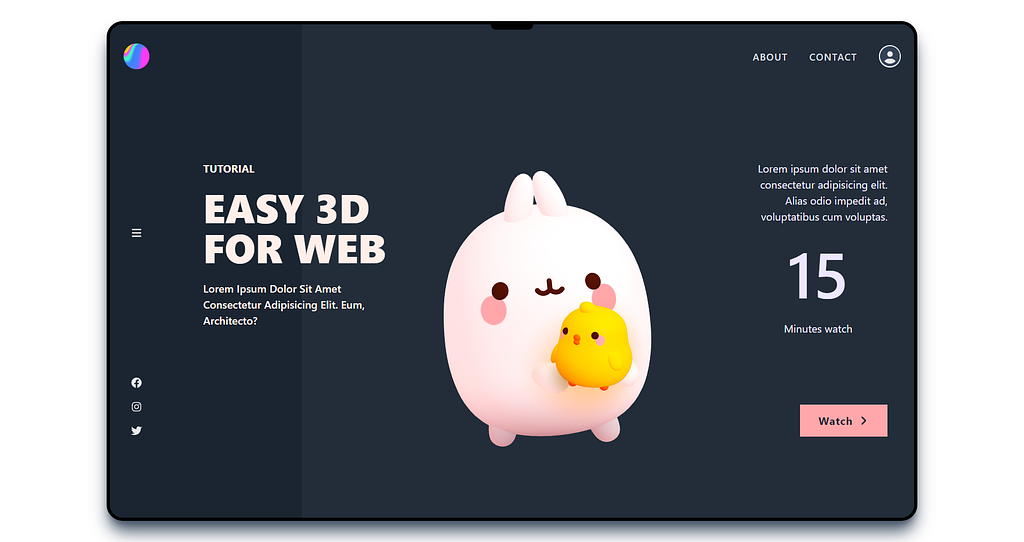 ABOUT
CONTACT
TUTORIAL
EASY 3D
FOR WEB
Lorem Ipsum Dolor Sit Amet
Consectetur Adipisicing Elit. Eum,
Architecto?
Lorem ipsum dolor sit amet
consectetur adipisicing elit.
Alias odio impedit ad,
voluptatibus cum voluptas.
15
Minutes watch
Watch